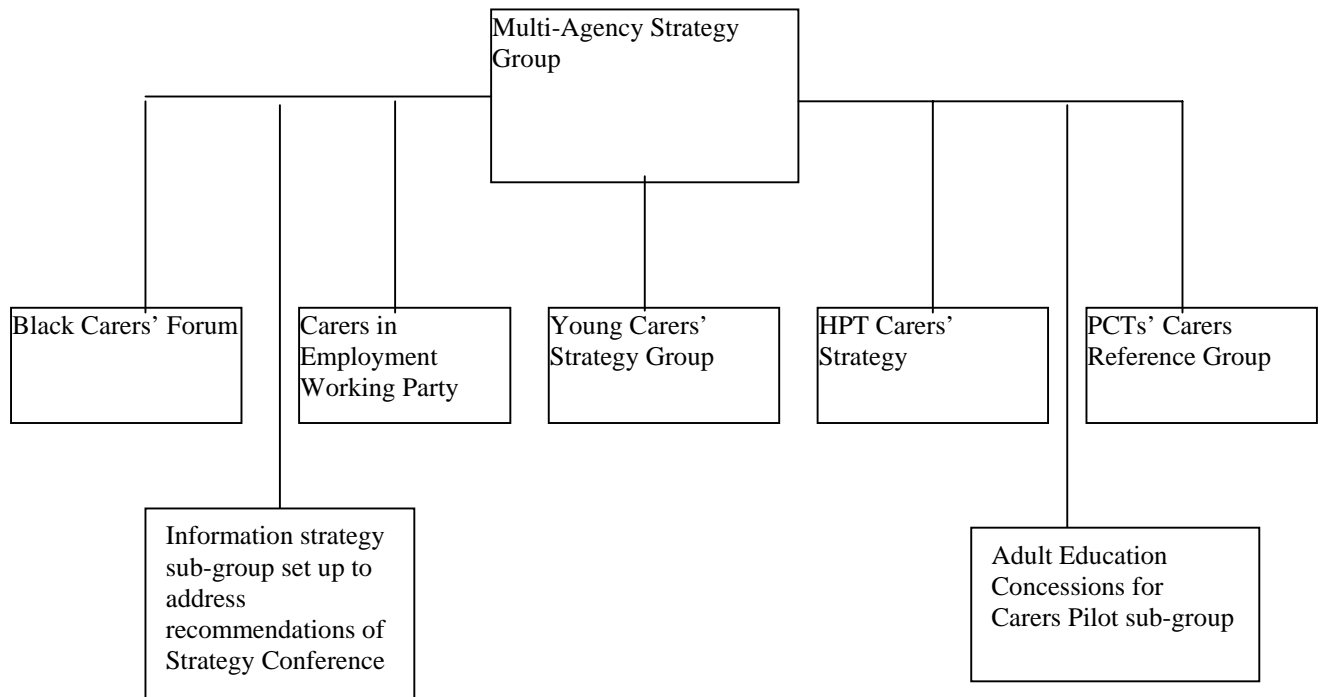 Multi-Agency Strategy
Group
Black Carers’ Forum
Carers in
Employment
Working Party
Young Carers’
Strategy Group
HPT Carers’
Strategy
PCTs’ Carers
Reference Group
Information strategy
sub-group set up to
address
recommendations of
Strategy Conference
Adult Education
Concessions for
Carers Pilot sub-group